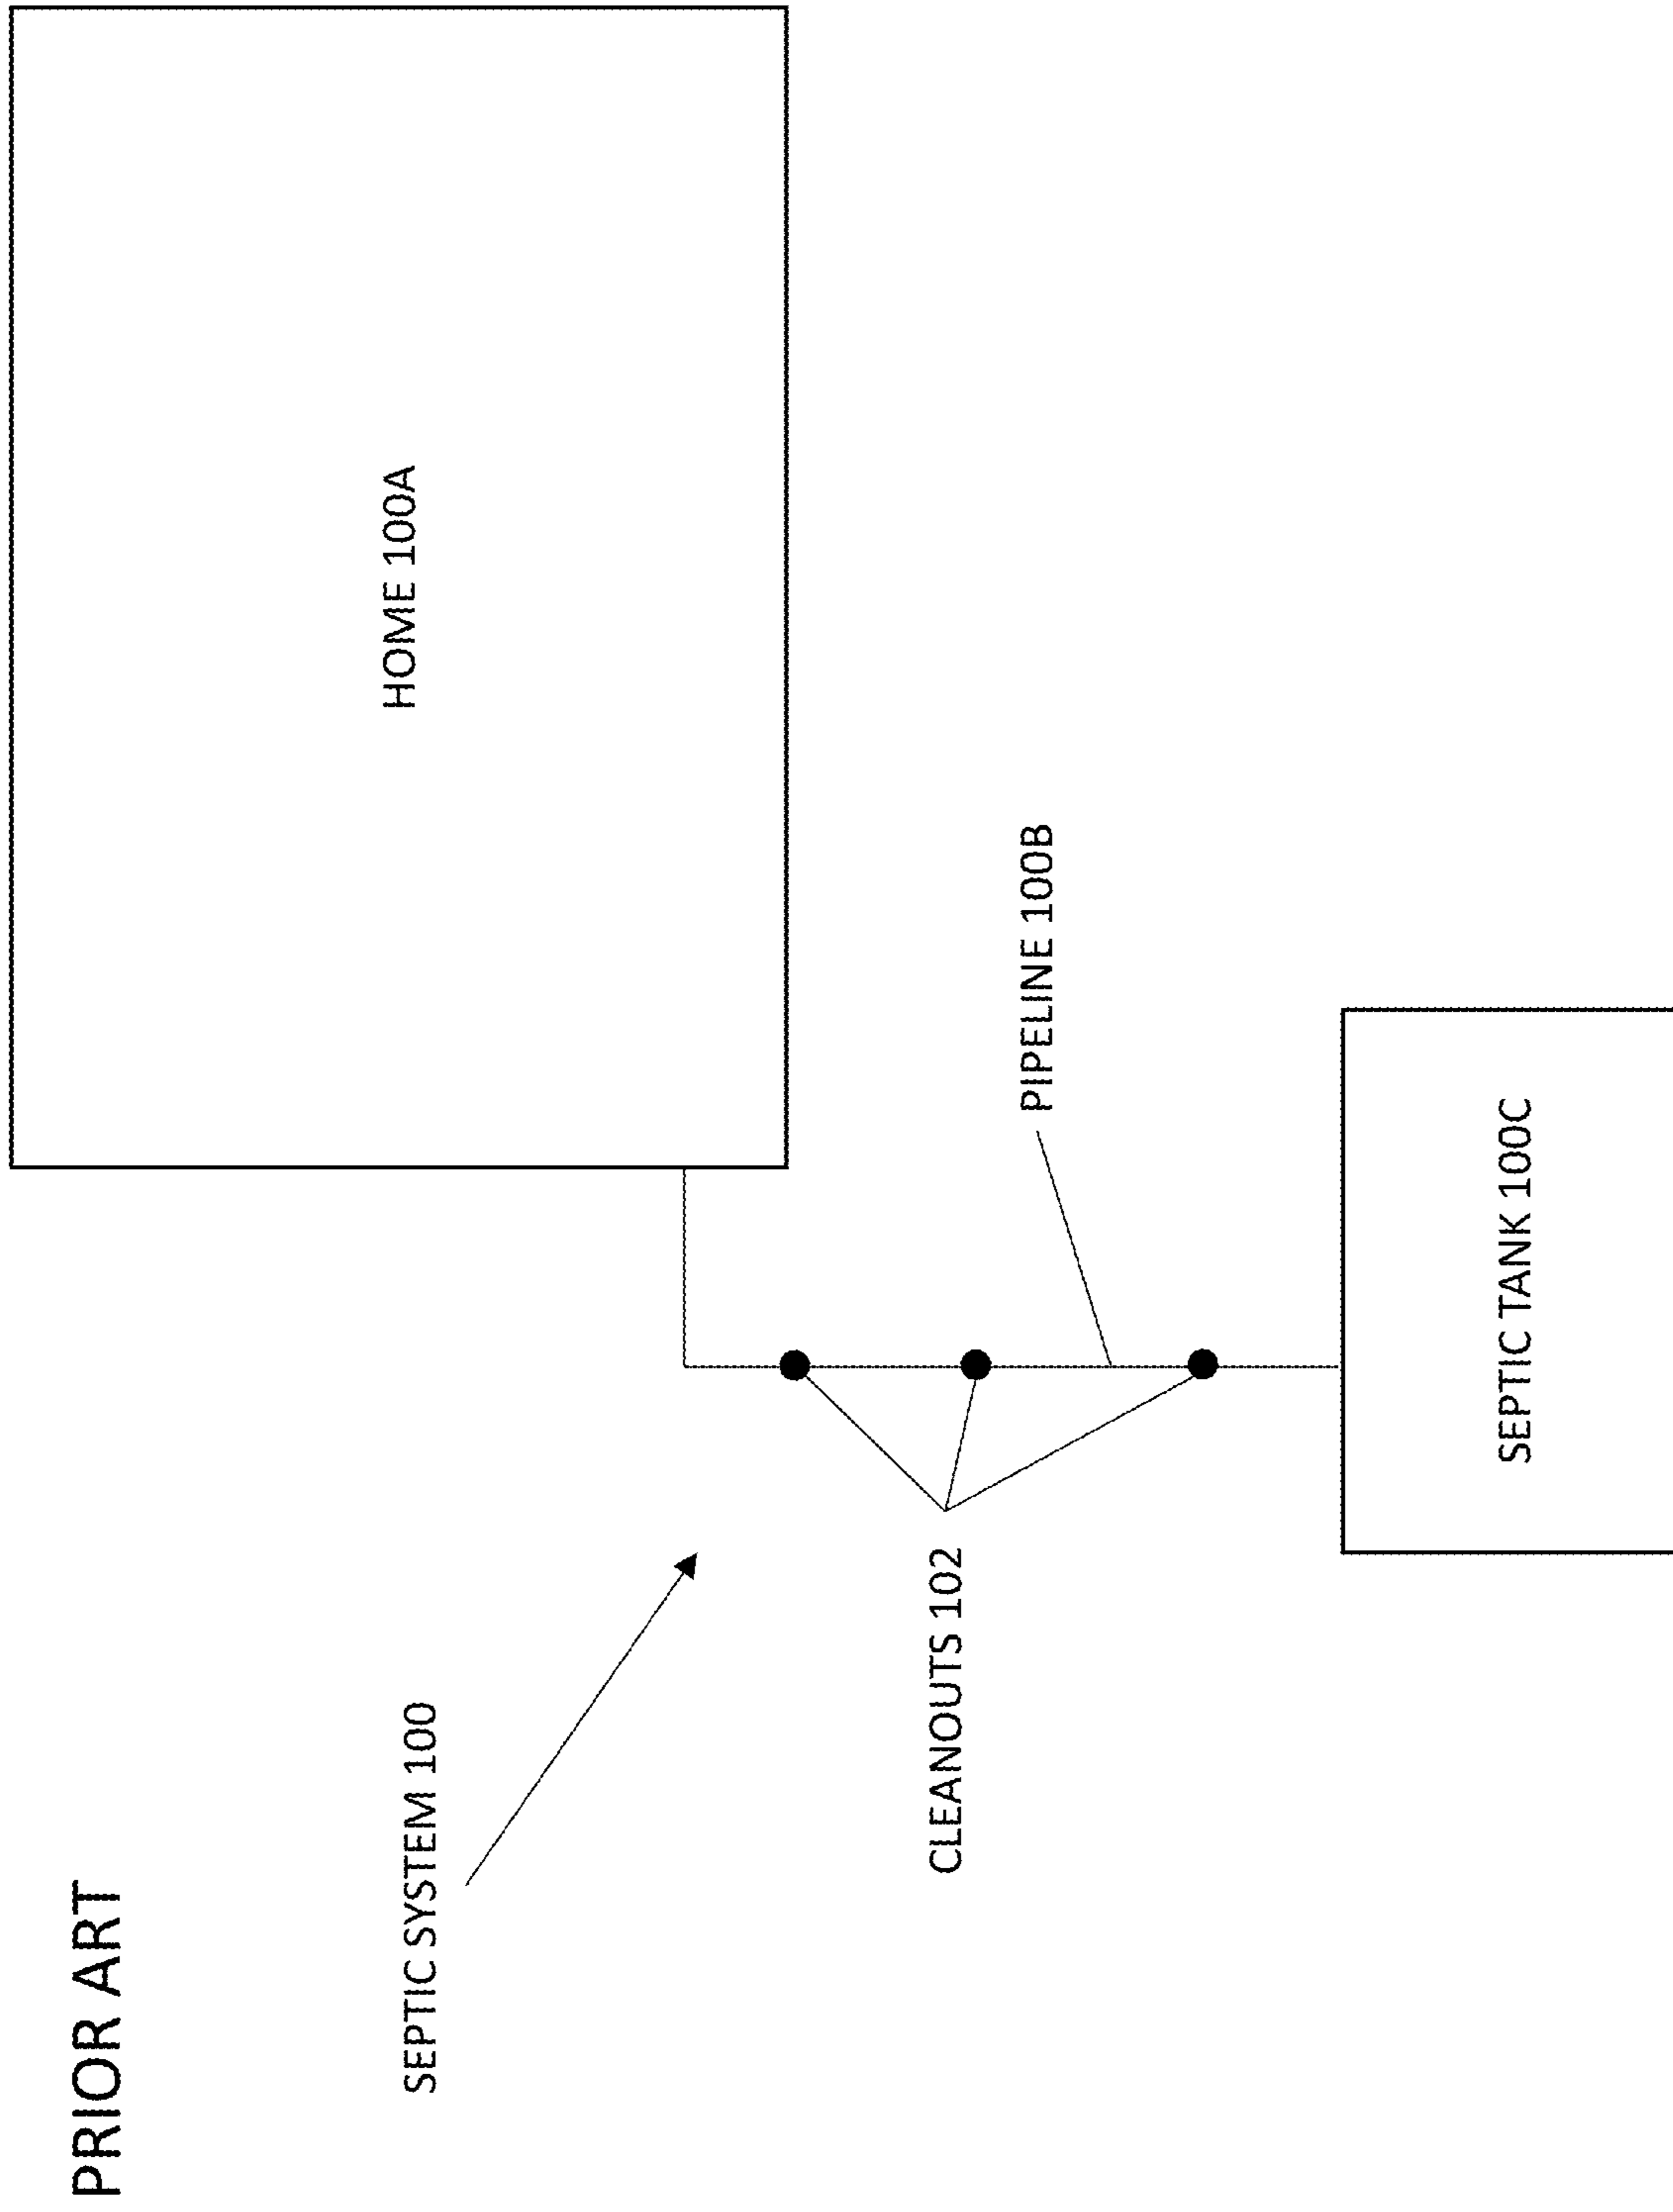 PRIOR ART
SEPTIC SYSTEM 100
HOME 100A
CLEANOUTS 102
PIPELINE 100B
SEPTIC TANK 100C